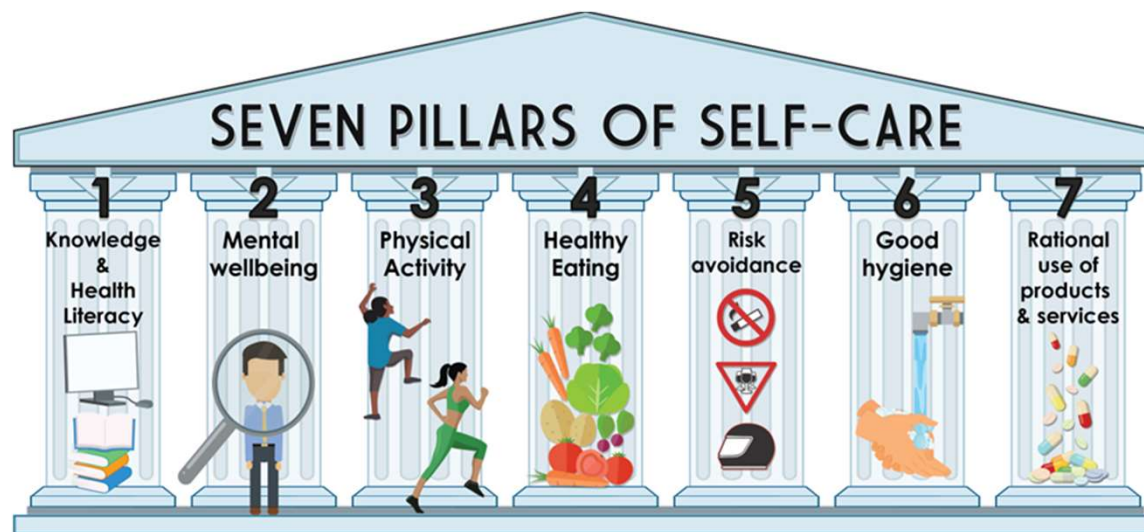 SEVEN PILLARS OF SELF-CARE
1
Knowledge
&
Health
Literacy
2
Mental
wellbeing
3
Physical
Activity
4
Healthy
Eating
5
Risk
avoidance
6
Good
hygiene
7
Rational
use of
products
& services